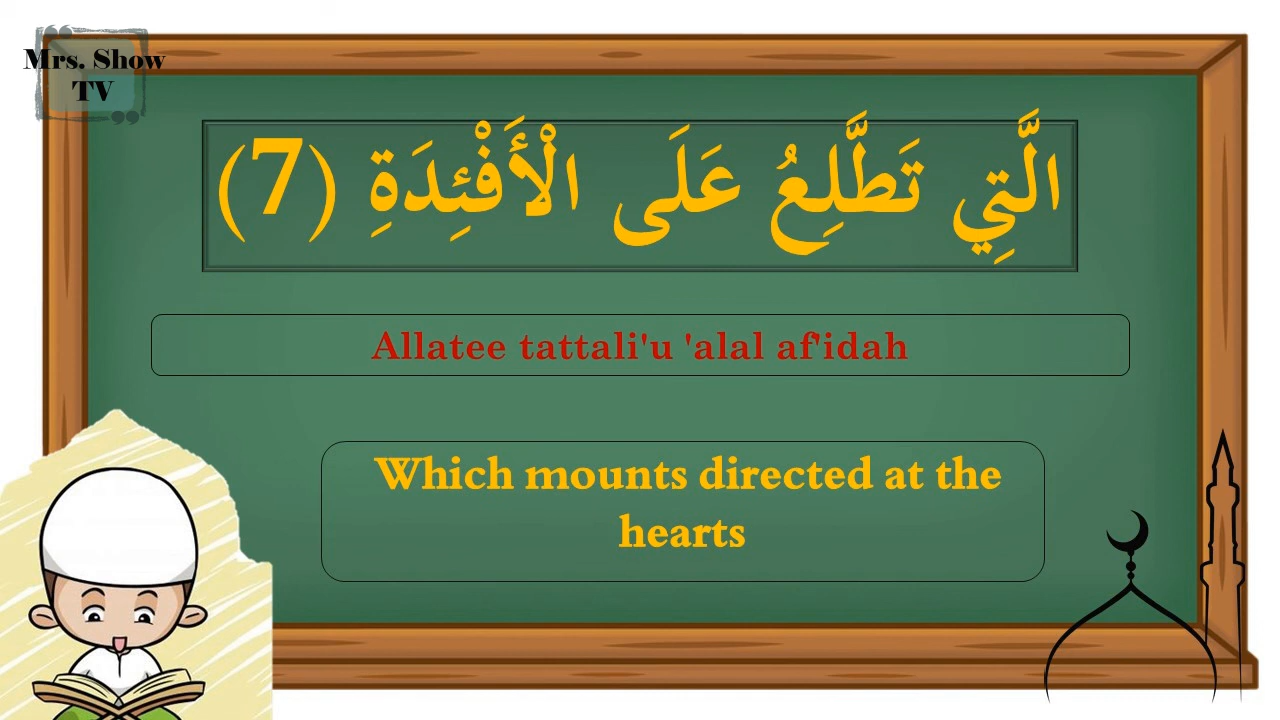 Mrs. Show
TV
الَّتِي تَطَّلِعُ عَلَى الْأَفْئِدَةِ (7)
Allatee tattali'u 'alal af'idah
Which mounts directed at the
hearts